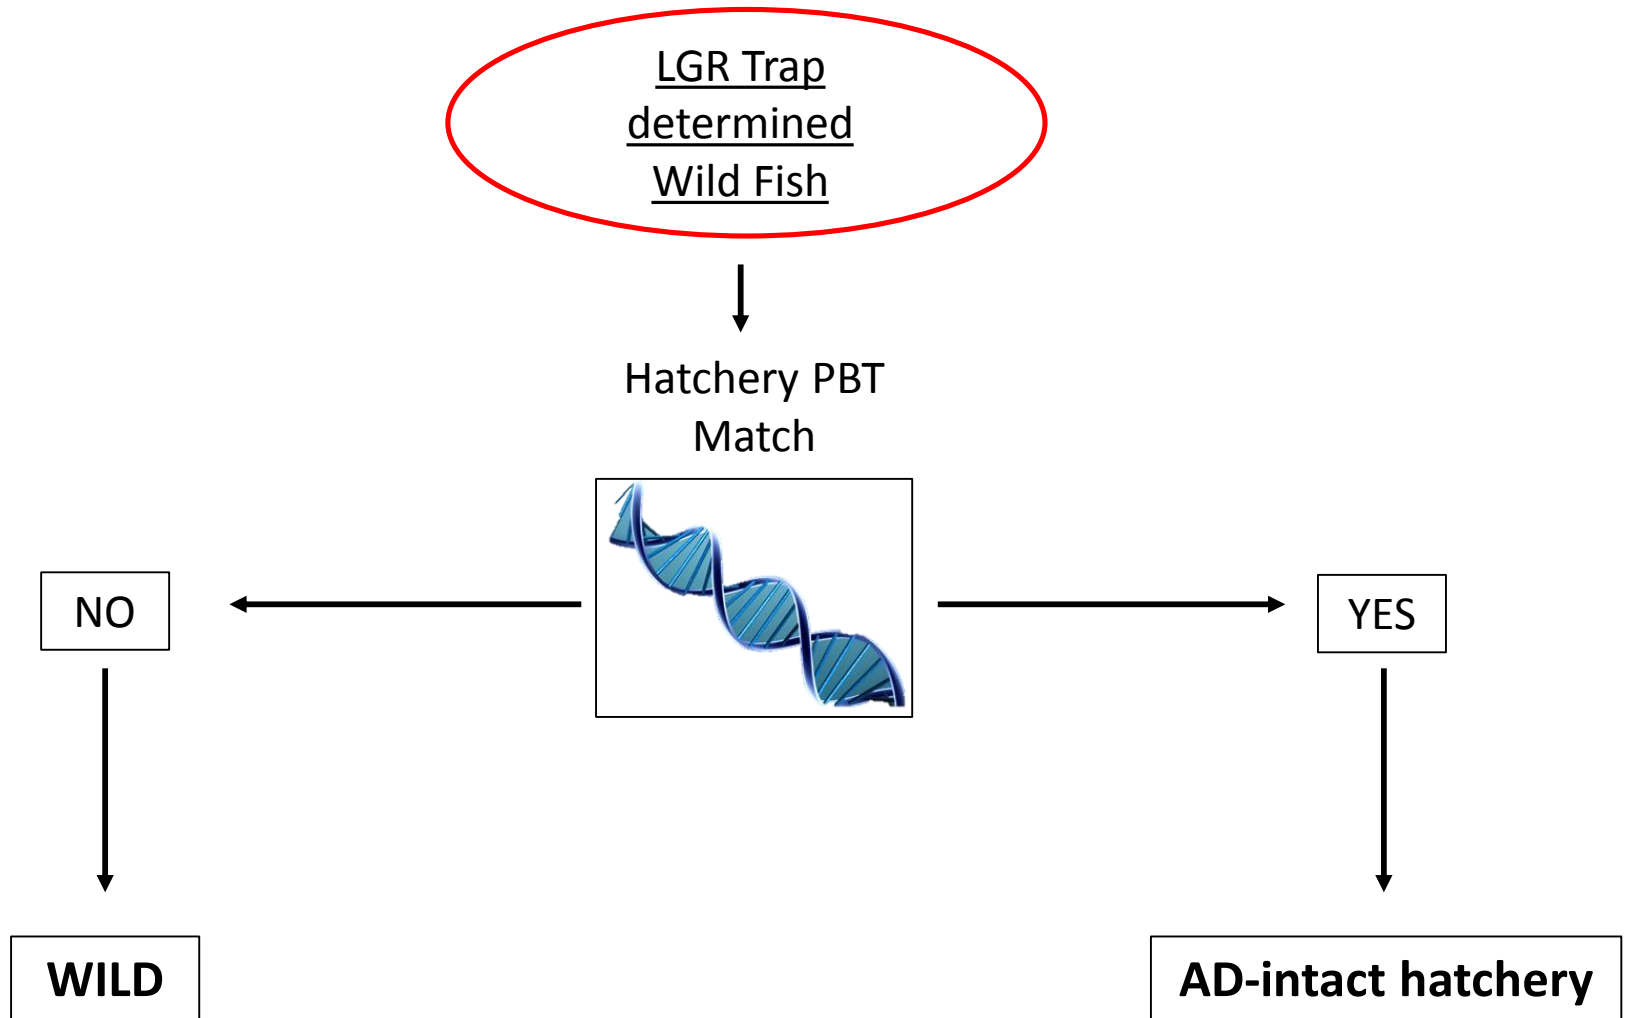 LGR Trap
determined
Wild Fish
Hatchery PBT
Match
NO
YES
WILD
AD-intact hatchery